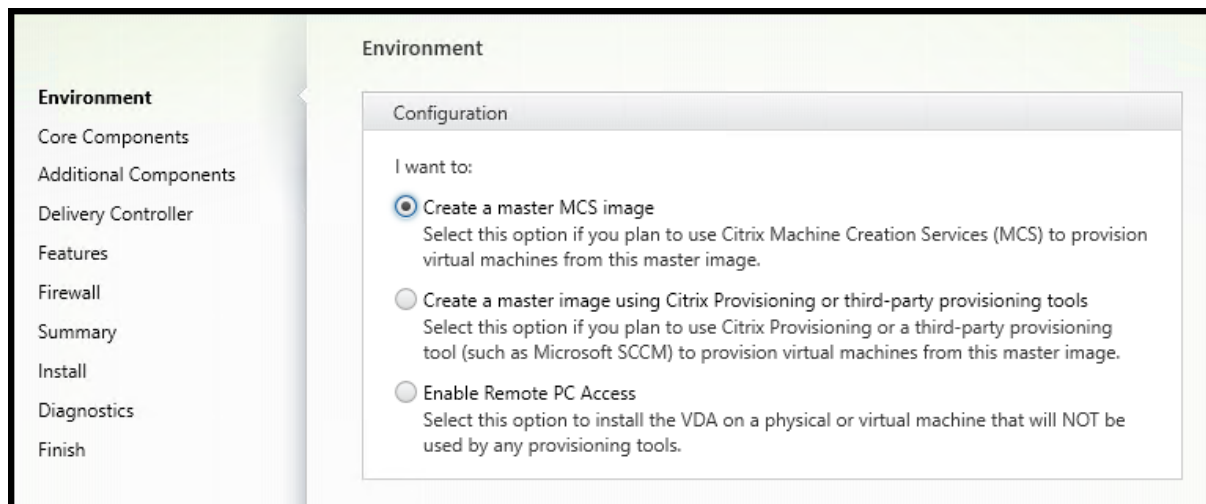 Environment
Core Components
Additional Components
Delivery Controller
Features
Firewall
Summary
Install
Diagnostics
Finish
Environment
Configuration
I want to:
Create a master MCS image
Select this option if you plan to use Citrix Machine Creation Services (MCS) to provision
virtual machines from this master image.
Create a master image using Citrix Provisioning or third-party provisioning tools
Select this option if you plan to use Citrix Provisioning or a third-party provisioning
tool (such as Microsoft SCCM) to provision virtual machines from this master image.
Enable Remote PC Access
Select this option to install the VDA on a physical or virtual machine that will NOT be
used by any provisioning tools.